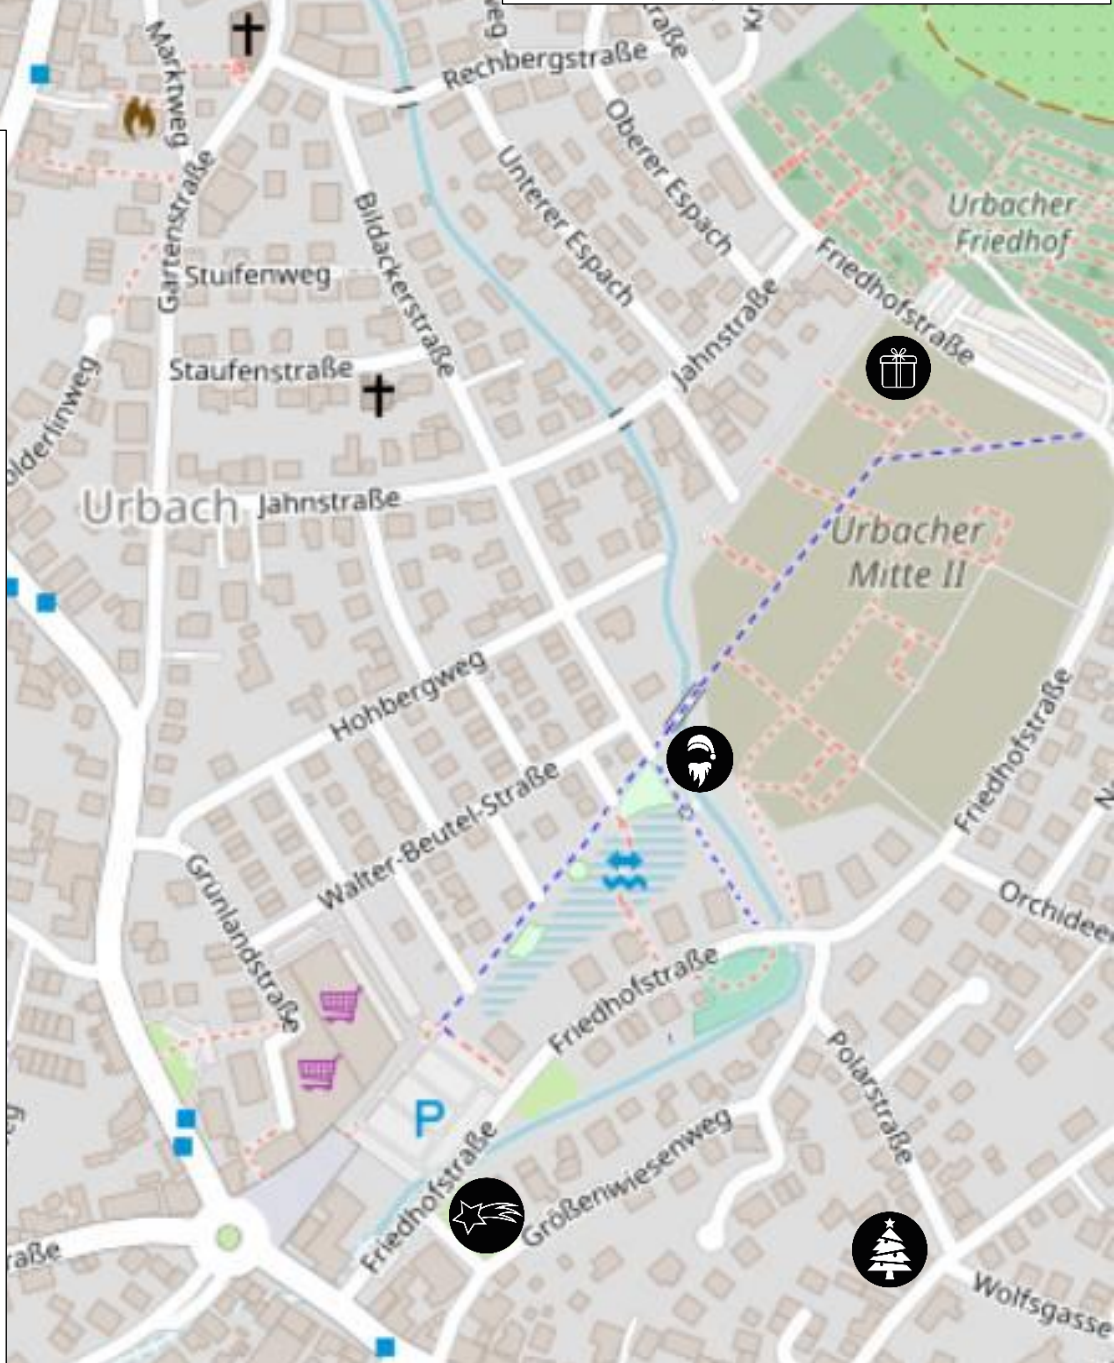 Marktweg
Rechbergstraße
Oberer Espach
Unterer Espach
Gartenstraße
Bildackerstraße
Stuifenweg
Staufenstraße
Jahnstraße
Friedhofstraße
Urbacher
Friedhof
Urbach
Jahnstraße
Urbacher
Mitte II
Hohbergweg
Walter-Beutel-Straße
Friedhofstraße
Grünlandstraße
Friedhofstraße
P
Polarstraße
Friedhofstraße
Größenwiesenweg
Wolfsgasse